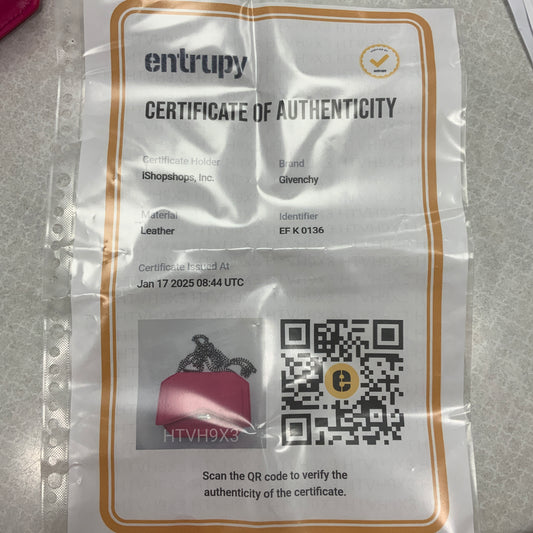 entrupy
CERTIFICATE OF AUTHENTICITY
Certificate Holder
iShopshops, Inc.
Brand
Givenchy
Material
Leather
Identifier
EF K 0136
Certificate Issued At
Jan 17 2025 08:44 UTC
HTVH9X3
e
Scan the QR code to verify the
authenticity of the certificate.